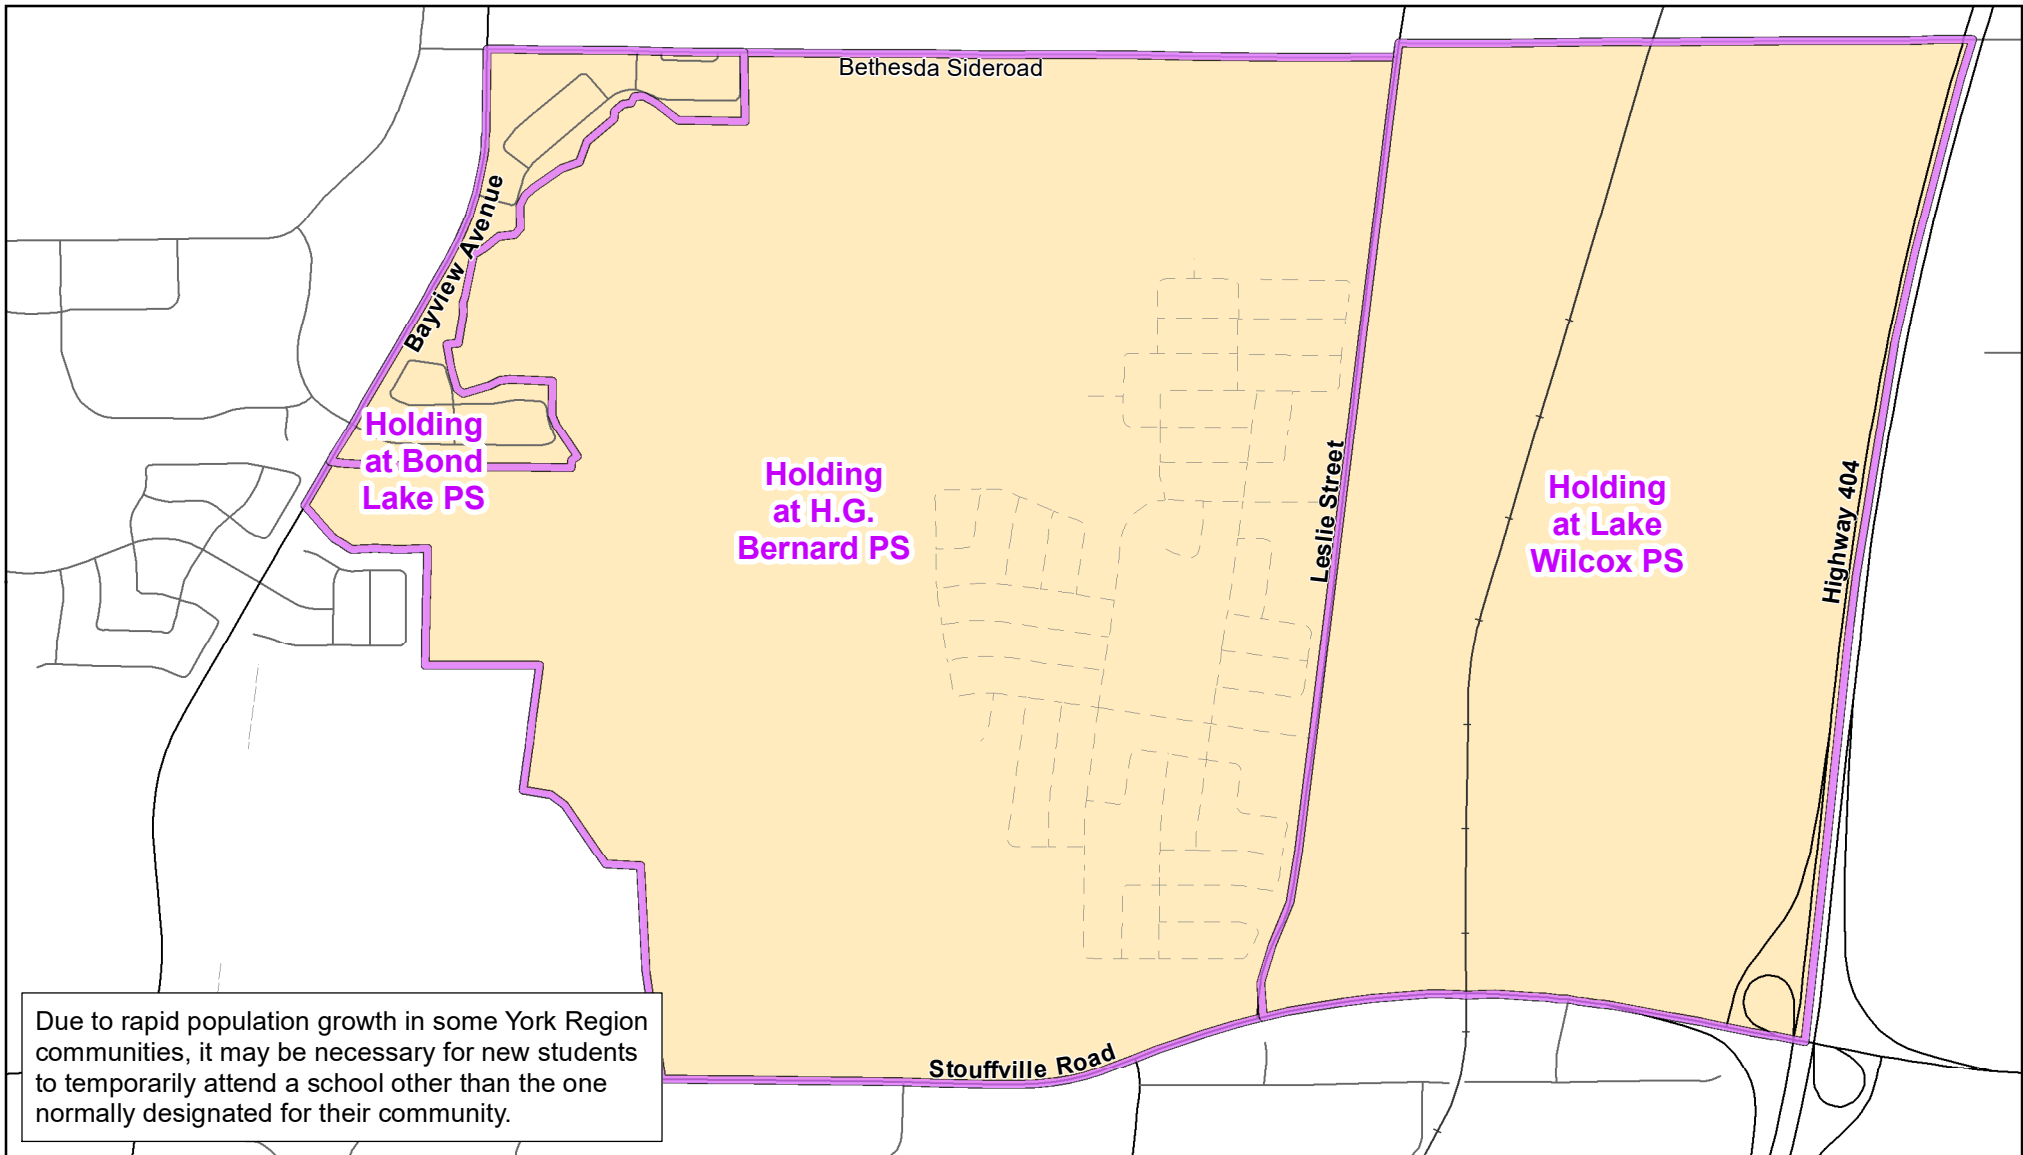 Bethesda Sideroad
Bayview Avenue
Holding
at Bond
Lake PS
Holding
at H.G.
Bernard PS
Leslie Street
Holding
at Lake
Wilcox PS
Highway 404
Stouffville Road
Due to rapid population growth in some York Region
communities, it may be necessary for new students
to temporarily attend a school other than the one
normally designated for their community.